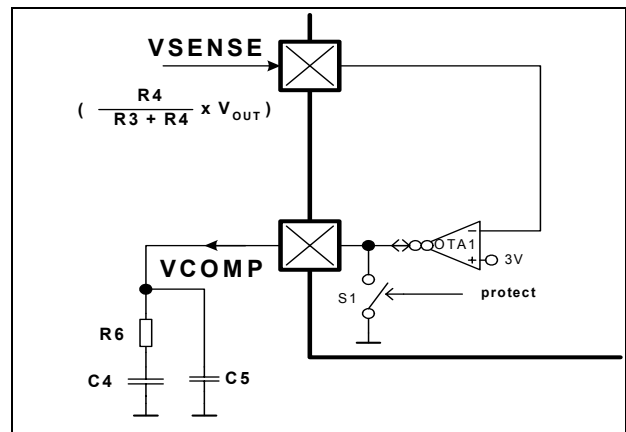 VSENSE
( R4
R3 + R4 x VOUT )
OTA1
−
+
3V
VCOMP
S1
protect
R6
C4
C5